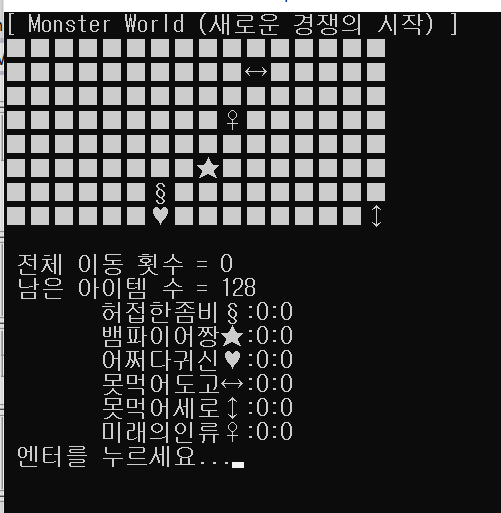 [ Monster World (새로운 경쟁의 시작) ]
■■■■■■■■■■■■■■■■
■■■■■■■■■■↔■■■■■
■■■■■■■■■■■■■■■■
■■■■■■■■■♀■■■■■■
■■■■■■■■■■■■■■■■
■■■■■■■■★■■■■■■■
■■■■■■§■■■■■■■■■
■■■■■■♥■■■■■■■■↕
전체 이동 횟수 = 0
남은 아이템 수 = 128
허접한좀비§:0:0
뱀파이어짱★:0:0
어쩌다귀신♥:0:0
못먹어도고↔:0:0
못먹어세로↕:0:0
미래의인류♀:0:0
엔터를 누르세요...